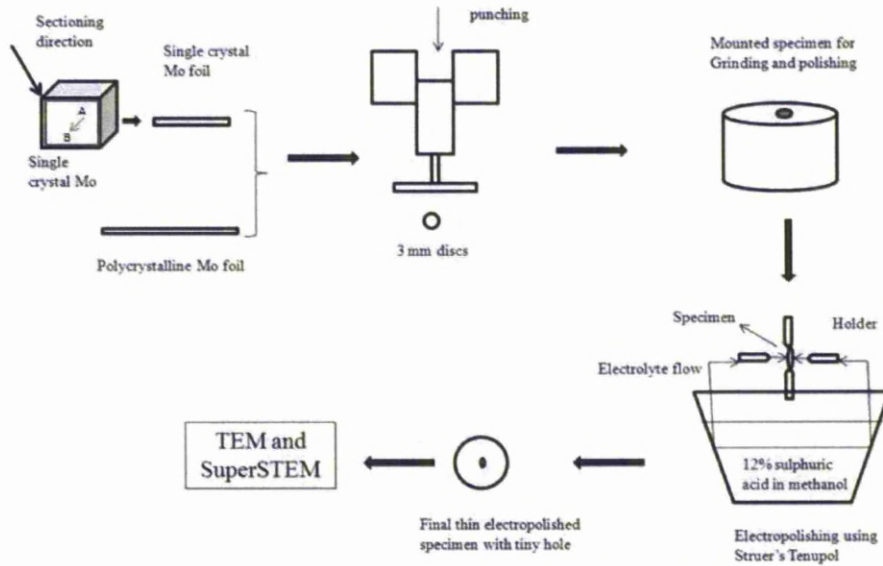 Sectioning
direction
Single crystal
Mo foil
A
B
Single
crystal Mo
Polycrystalline Mo foil
punching
3 mm discs
Mounted specimen for
Grinding and polishing
Specimen
Holder
Electrolyte flow
12% sulphuric
acid in methanol
Electropolishing using
Struer's Tenupol
Final thin electropolished
specimen with tiny hole
TEM and
SuperSTEM